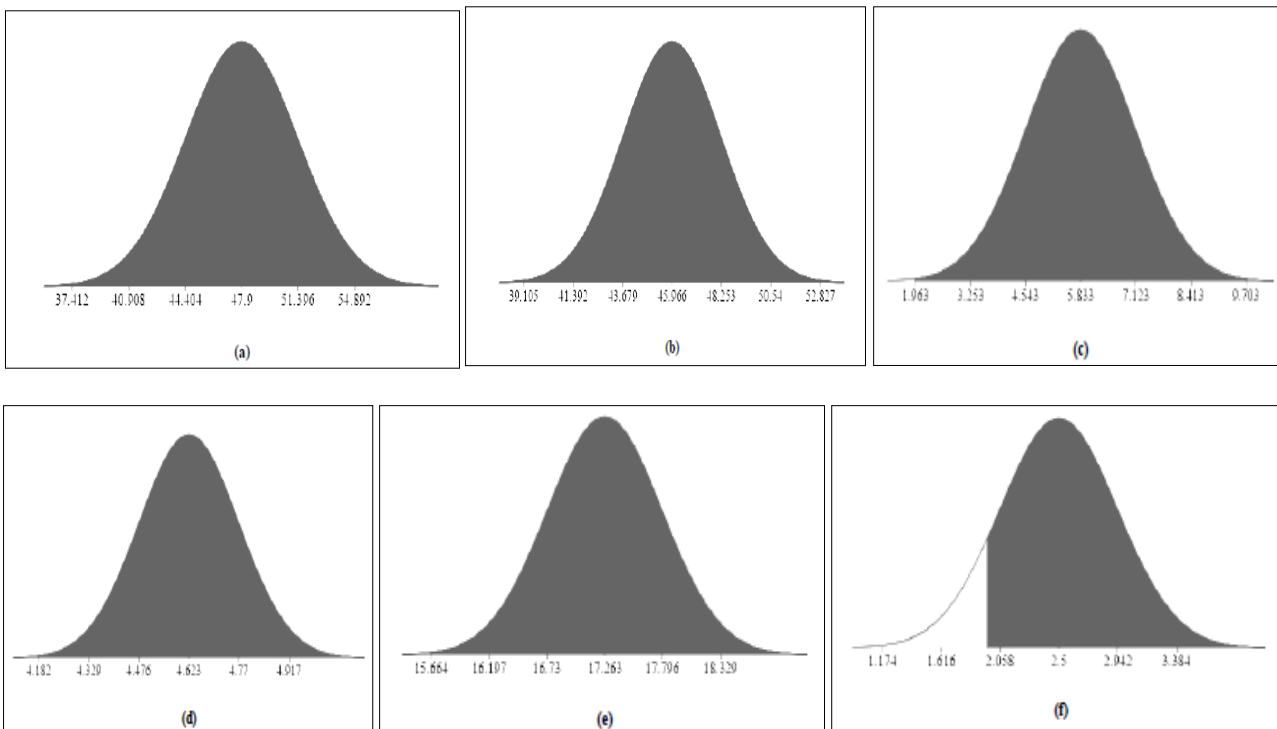 37.412 40.908 44.404 47.9 51.396 54.892
(a)
39.105 41.392 43.679 45.966 48.253 50.54 52.827
(b)
1.963 3.253 4.543 5.833 7.123 8.413 9.703
(c)
4.182 4.329 4.476 4.623 4.77 4.917
(d)
15.664 16.197 16.73 17.263 17.796 18.329
(e)
1.174 1.616 2.058 2.5 2.942 3.384
(f)